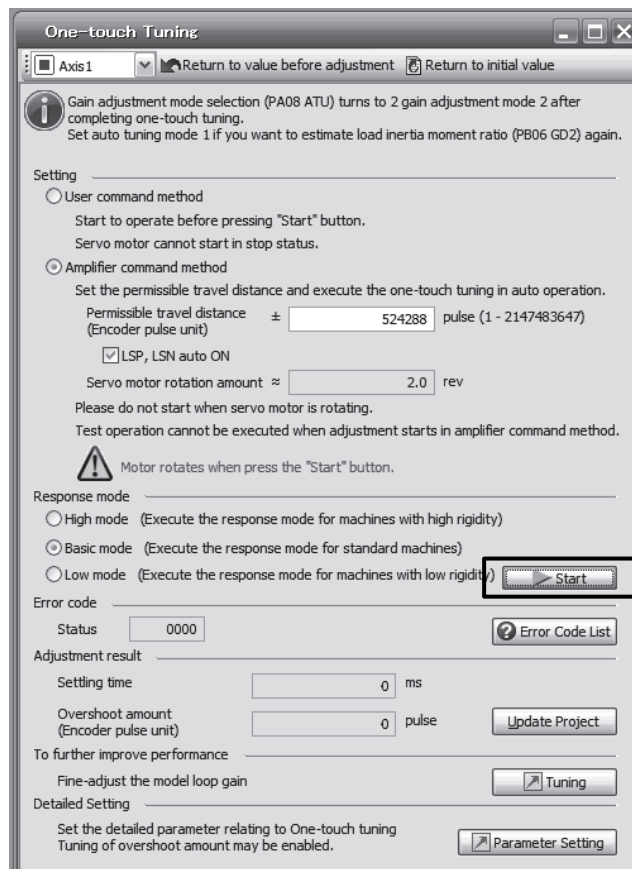 One-touch Tuning
Axis1 Return to value before adjustment Return to initial value
Gain adjustment mode selection (PA08 ATU) turns to 2 gain adjustment mode 2 after
completing one-touch tuning.
Set auto tuning mode 1 if you want to estimate load inertia moment ratio (PB06 GD2) again.
Setting
User command method
Start to operate before pressing "Start" button.
Servo motor cannot start in stop status.
Amplifier command method
Set the permissible travel distance and execute the one-touch tuning in auto operation.
Permissible travel distance ± 524288 pulse (1 - 2147483647)
(Encoder pulse unit)
LSP, LSN auto ON
Servo motor rotation amount ≈ 2.0 rev
Please do not start when servo motor is rotating.
Test operation cannot be executed when adjustment starts in amplifier command method.
Motor rotates when press the "Start" button.
Response mode
High mode (Execute the response mode for machines with high rigidity)
Basic mode (Execute the response mode for standard machines)
Low mode (Execute the response mode for machines with low rigidity) Start
Error code
Status 0000 Error Code List
Adjustment result
Settling time 0 ms
Overshoot amount 0 pulse Update Project
(Encoder pulse unit)
To further improve performance
Fine-adjust the model loop gain Tuning
Detailed Setting
Set the detailed parameter relating to One-touch tuning
Tuning of overshoot amount may be enabled. Parameter Setting